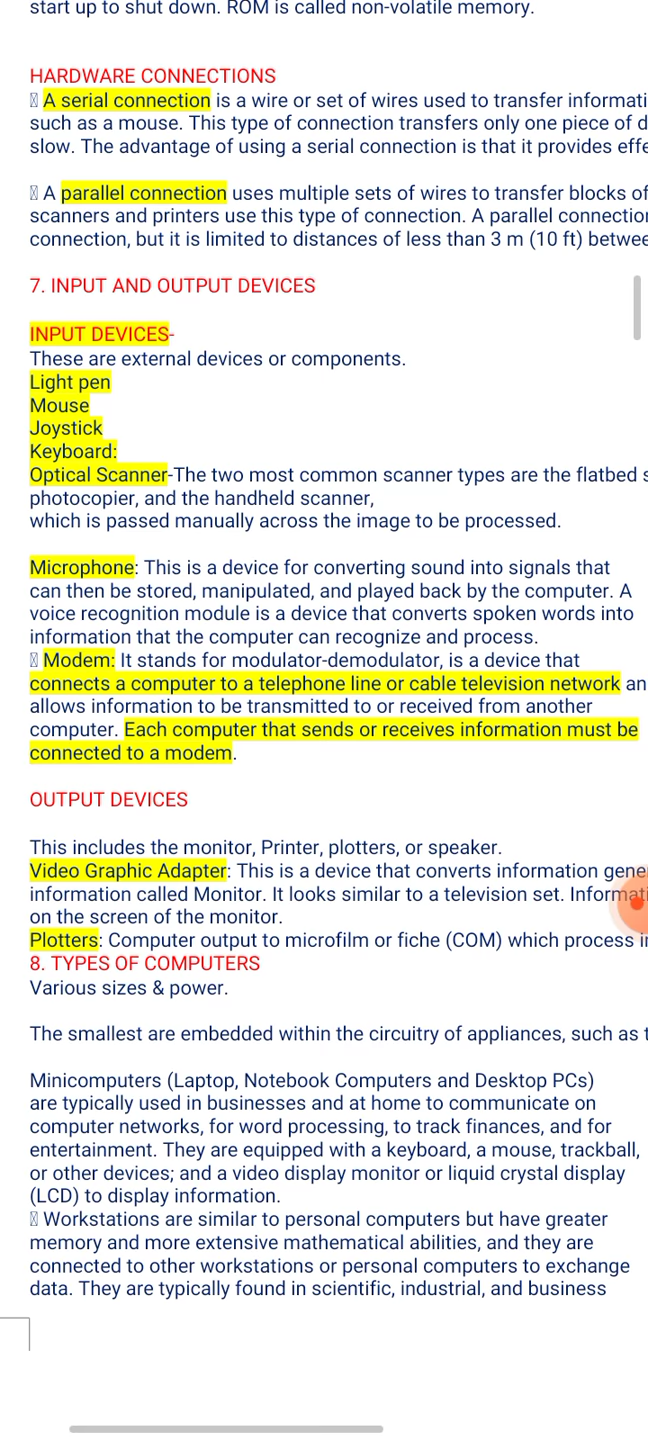 start up to shut down. ROM is called non-volatile memory.
HARDWARE CONNECTIONS
A serial connection is a wire or set of wires used to transfer
such as a mouse. This type of connection transfers only one piece of
slow. The advantage of using a serial connection is that it provides
A parallel connection uses multiple sets of wires to transfer blocks of
scanners and printers use this type of connection. A parallel
connection, but it is limited to distances of less than 3 m (10 ft)
7. INPUT AND OUTPUT DEVICES
INPUT DEVICES-
These are external devices or components.
Light pen
Mouse
Joystick
Keyboard:
Optical Scanner-The two most common scanner types are the flatbed
photocopier, and the handheld scanner,
which is passed manually across the image to be processed.
Microphone: This is a device for converting sound into signals that
can then be stored, manipulated, and played back by the computer. A
voice recognition module is a device that converts spoken words into
information that the computer can recognize and process.
Modem: It stands for modulator-demodulator, is a device that
connects a computer to a telephone line or cable television network
allows information to be transmitted to or received from another
computer. Each computer that sends or receives information must be
connected to a modem.
OUTPUT DEVICES
This includes the monitor, Printer, plotters, or speaker.
Video Graphic Adapter: This is a device that converts information
information called Monitor. It looks similar to a television set.
on the screen of the monitor.
Plotters: Computer output to microfilm or fiche (COM) which process
8. TYPES OF COMPUTERS
Various sizes & power.
The smallest are embedded within the circuitry of appliances, such as
Minicomputers (Laptop, Notebook Computers and Desktop PCs)
are typically used in businesses and at home to communicate on
computer networks, for word processing, to track finances, and for
entertainment. They are equipped with a keyboard, a mouse, trackball,
or other devices; and a video display monitor or liquid crystal display
(LCD) to display information.
Workstations are similar to personal computers but have greater
memory and more extensive mathematical abilities, and they are
connected to other workstations or personal computers to exchange
data. They are typically found in scientific, industrial, and business